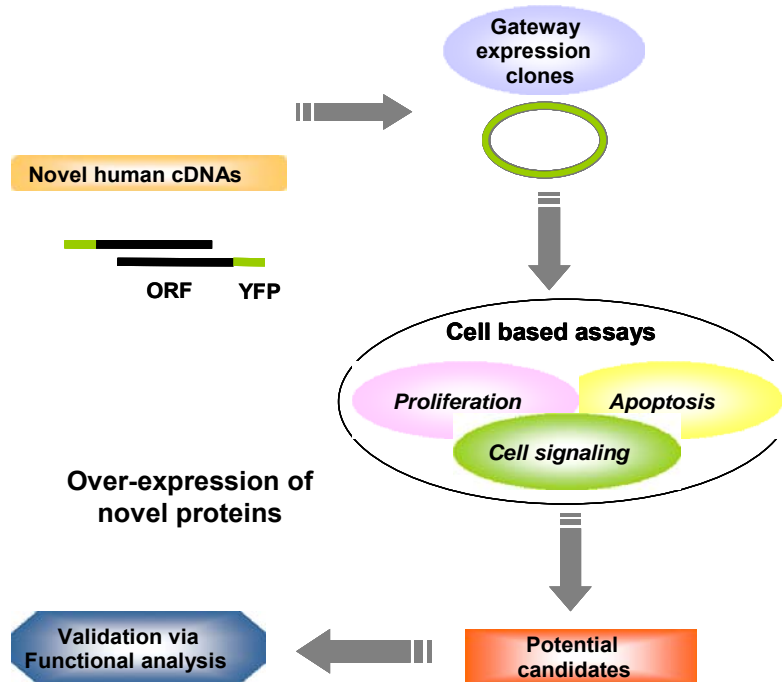 Gateway
expression
clones
Novel human cDNAs
ORF YFP
Cell based assays
Proliferation Apoptosis
Cell signaling
Over-expression of
novel proteins
Validation via
Functional analysis
Potential
candidates